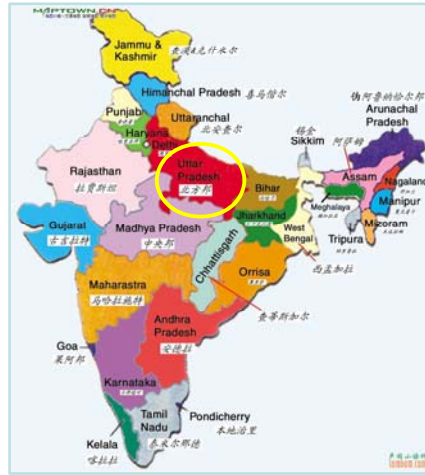 MAPTOWN.CN
Jammu &
Kashmir
查谟&克什米尔
Himanchal Pradesh
喜马偕尔
Punjab
Uttaranchal
北安查尔
Haryana
Delhi
伪阿鲁纳恰尔邦
Arunachal
Pradesh
锡金
Sikkim
阿萨姆
Assam
Nagaland
Rajasthan
拉贾斯坦
Uttar
Pradesh
北方邦
Bihar
Meghalaya
Manipur
Jharkhand
West
Bengal
Tripura
Mizoram
Gujarat
古吉拉特
Madhya Pradesh
中央邦
Chhattisgarh
西孟加拉
Orrisa
Maharastra
马哈拉施特
查蒂斯加尔
Andhra
Pradesh
安德拉
Goa
果阿邦
Karnataka
Tamil
Nadu
泰米尔那德
Pondicherry
本地治里
Kelala
喀拉拉